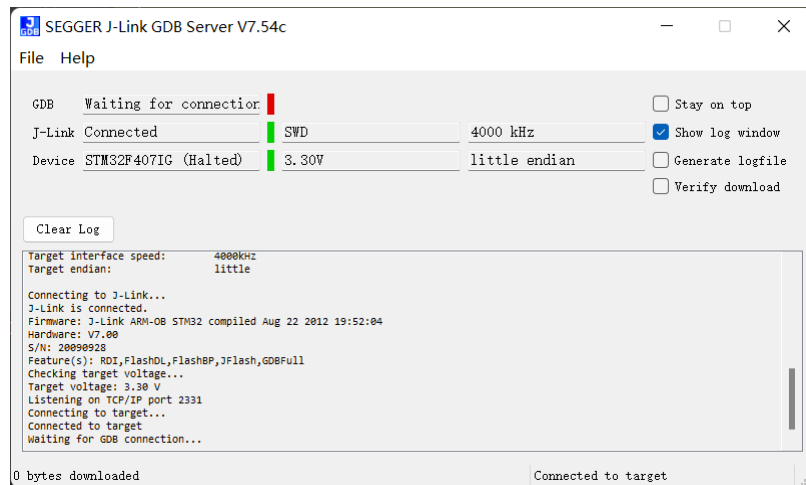 SEGGER J-Link GDB Server V7.54c
File Help
GDB Waiting for connection
Stay on top
J-Link Connected SWD 4000 kHz
Show log window
Device STM32F407IG (Halted) 3.30V little endian
Generate logfile
Verify download
Clear Log
Target interface speed: 4000kHz
Target endian: little
Connecting to J-Link...
J-Link is connected.
Firmware: J-Link ARM-OB STM32 compiled Aug 22 2012 19:52:04
Hardware: V7.00
S/N: 20090928
Feature(s): RDI,FlashDL,FlashBP,JFlash,GDBFull
Checking target voltage...
Target voltage: 3.30 V
Listening on TCP/IP port 2331
Connecting to target...
Connected to target
Waiting for GDB connection...
0 bytes downloaded Connected to target